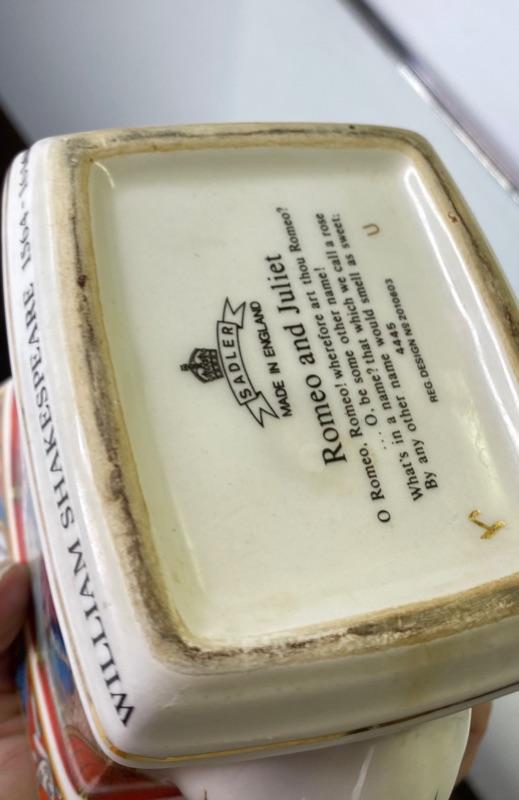 SADLER
MADE IN ENGLAND
Romeo and Juliet
O Romeo, Romeo! wherefore art thou Romeo?
O, be some other name!
... a name which we call a rose
What's in a name? that would smell as sweet:
By any other name
4445
REG. DESIGN Nº 2010603
U
WILLIAM SHAKESPEARE 1564 -